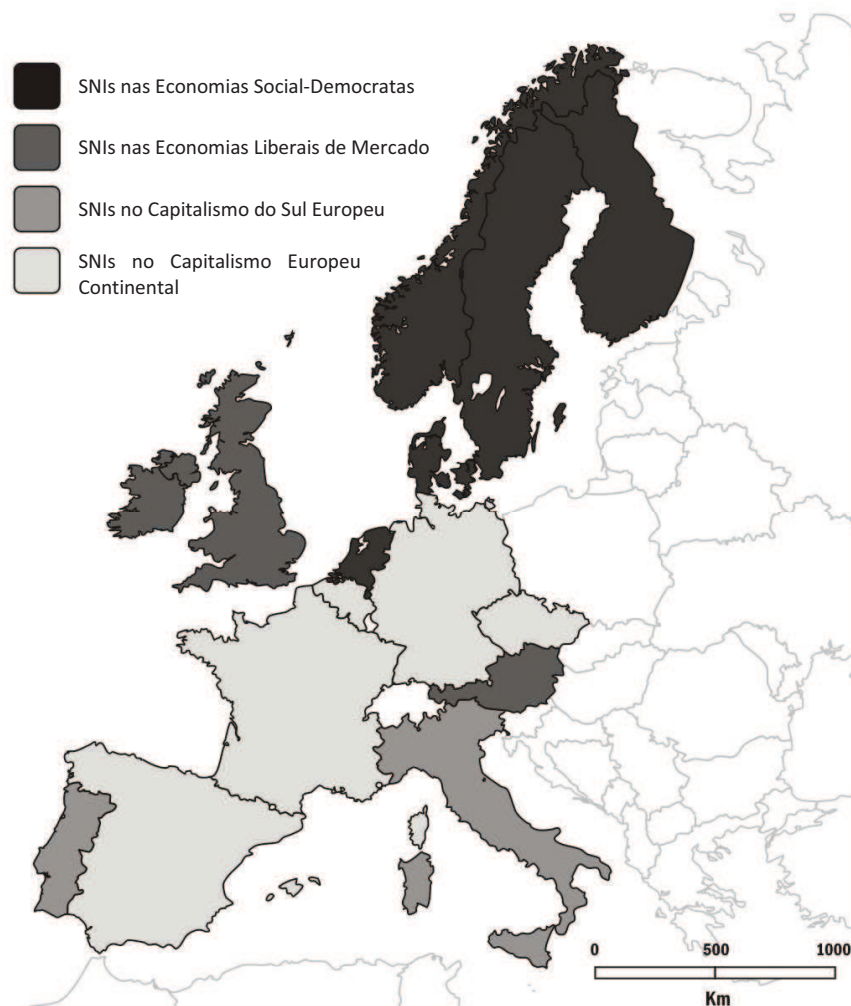 SNIs nas Economias Social-Democratas
SNIs nas Economias Liberais de Mercado
SNIs no Capitalismo do Sul Europeu
SNIs no Capitalismo Europeu
Continental
0 500 1000
Km